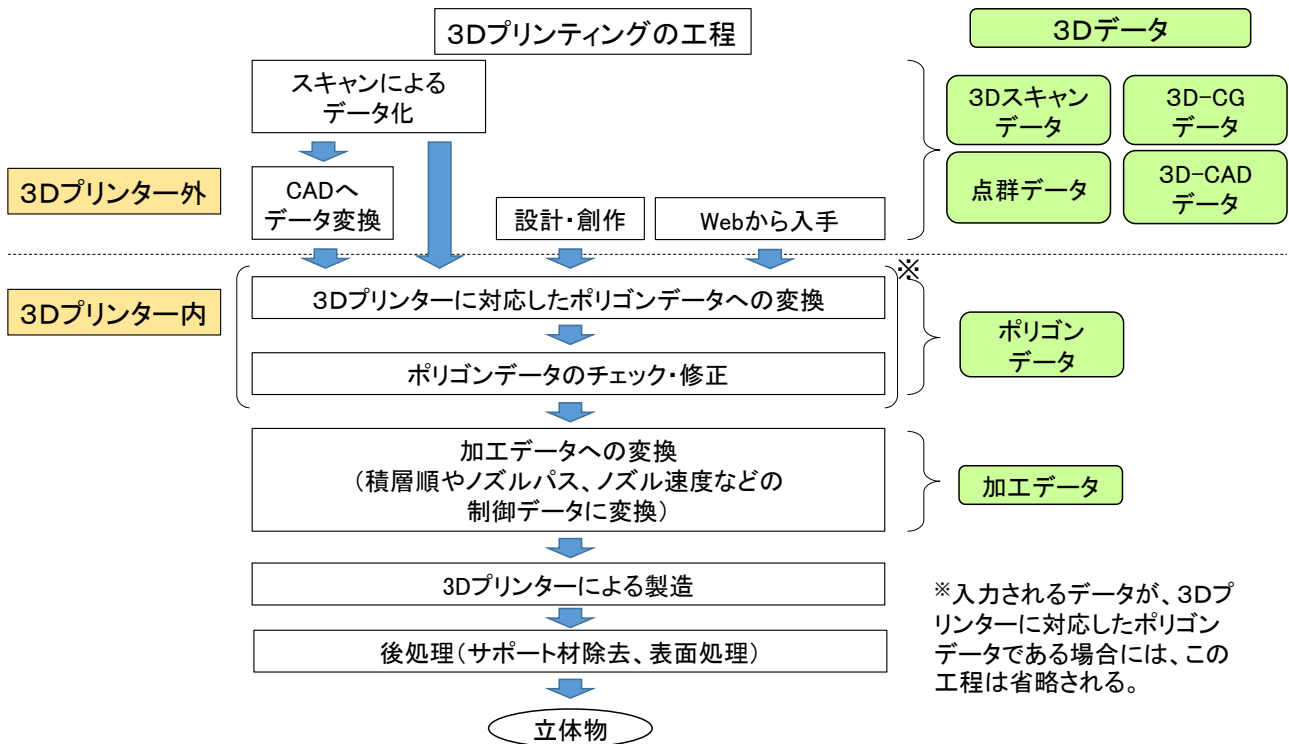 3Dプリンティングの工程
3Dデータ
スキャンによる
データ化
3Dスキャン
データ
3D-CG
データ
点群データ
3D-CAD
データ
3Dプリンター外
CADへ
データ変換
設計・創作
Webから入手
※
3Dプリンター内
3Dプリンターに対応したポリゴンデータへの変換
ポリゴンデータのチェック・修正
ポリゴン
データ
加工データへの変換
(積層順やノズルパス、ノズル速度などの
制御データに変換)
加工データ
3Dプリンターによる製造
後処理(サポート材除去、表面処理)
立体物
※入力されるデータが、3Dプ
リンターに対応したポリゴン
データである場合には、この
工程は省略される。